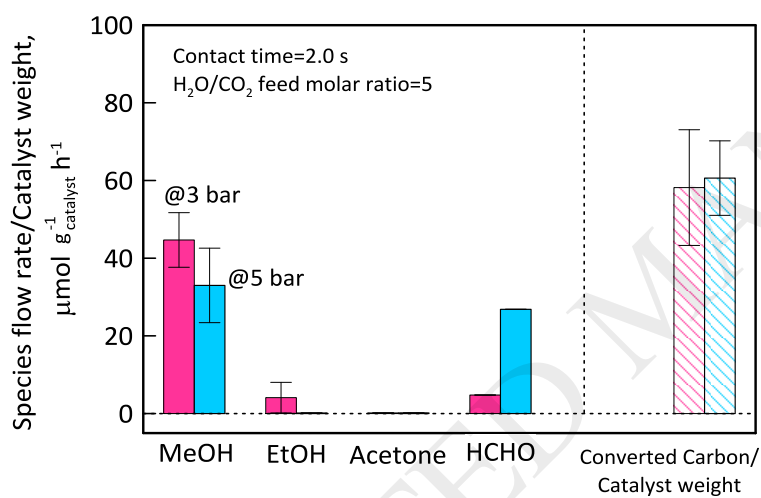 Species flow rate/Catalyst weight,
μmol g⁻¹catalyst h⁻¹
100
80
60
40
20
0
Contact time=2.0 s
H₂O/CO₂ feed molar ratio=5
@3 bar
@5 bar
MeOH
EtOH
Acetone
HCHO
Converted Carbon/
Catalyst weight